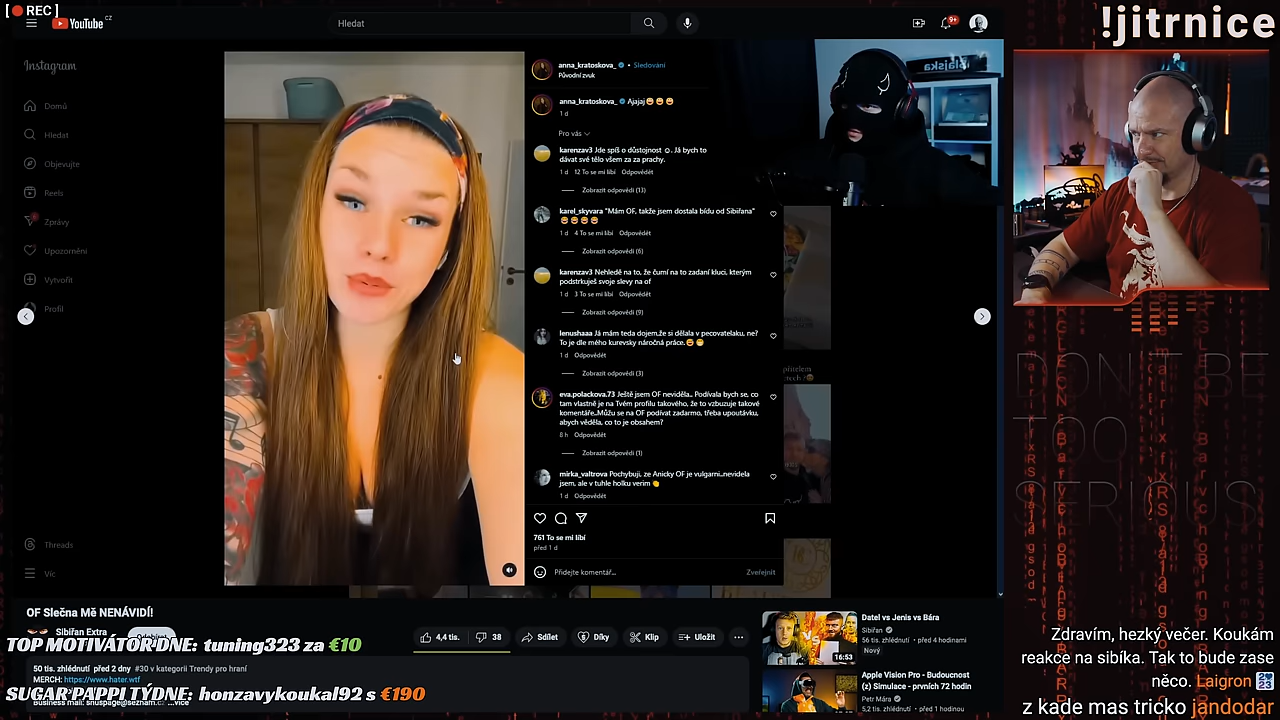 [ REC ]
YouTube CZ
Hledat
9+
!jitrnice
Instagram
Domů
Hledat
Objevujte
Reels
Zprávy
Upozornění
Vytvořit
Profil
Threads
Víc
anna_kratoskova_ • Sledování
Původní zvuk
anna_kratoskova_ Ajajaj😅😅😅
1 d
Pro vás
karenzav3 Jde spíš o důstojnost ☺. Já bych to
dávat své tělo všem za za prachy.
1 d 12 To se mi líbí Odpovědět
Zobrazit odpovědi (13)
karel_skyvara "Mám OF, takže jsem dostala bídu od Sibiřana"
😂😂😂😂
1 d 4 To se mi líbí Odpovědět
Zobrazit odpovědi (6)
karenzav3 Nehledě na to, že čumí na to zadaní kluci, kterým
podstrkuješ svoje slevy na of
1 d 3 To se mi líbí Odpovědět
Zobrazit odpovědi (9)
lenushaaa Já mám teda dojem,že si dělala v pecovatelaku, ne?
To je dle mého kurevsky náročná práce.😅😁
1 d Odpovědět
Zobrazit odpovědi (3)
eva.polackova.73 Ještě jsem OF neviděla.. Podívala bych se, co
tam vlastně je na Tvém profilu takového, že to vzbuzuje takové
komentáře..Můžu se na OF podívat zadarmo, třeba upoutávku,
abych věděla, co to je obsahem?
8 h Odpovědět
Zobrazit odpovědi (1)
mirka_valtrova Pochybuji, ze Anicky OF je vulgarni..nevidela
jsem, ale v tuhle holku verim 👏
1 d Odpovědět
761 To se mi líbí
před 1 d
Přidejte komentář...
Zveřejnit
DON'T BE
TOO
SERIOUS
OF Slečna Mě NENÁVIDÍ!
Sibiřan Extra
4,4 tis.
38
Sdílet
Díky
Klip
Uložit
TOP MOTIVÁTOR DNE: tuning323 za €10
50 tis. zhlédnutí před 2 dny #30 v kategorii Trendy pro hraní
MERCH: https://www.hater.wtf
SUGAR PAPPI TÝDNE: honzavykoukal92 s €190
...více
Datel vs Jenis vs Bára
Sibiřan
56 tis. zhlédnutí • před 4 hodinami
Nový
16:53
Apple Vision Pro - Budoucnost
(z) Simulace - prvních 72 hodin
Petr Mára
5,2 tis. zhlédnutí • před 1 hodinou
Zdravím, hezký večer. Koukám
reakce na sibíka. Tak to bude zase
něco. Laigron
z kade mas tricko jandodar